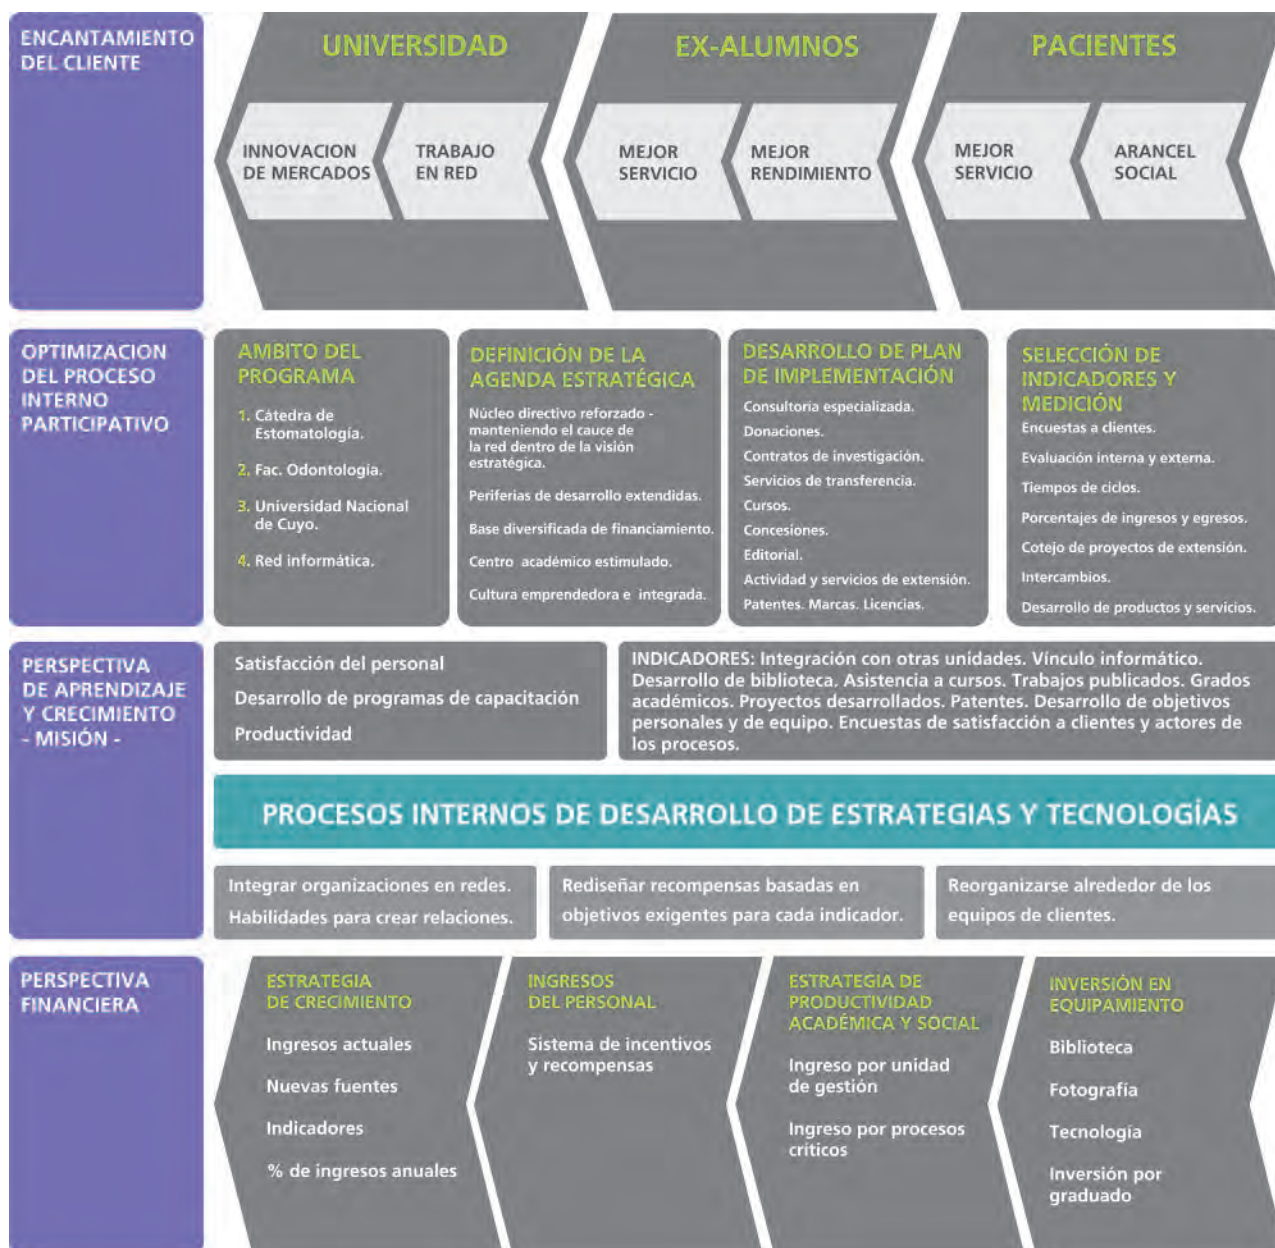 ENCANTAMIENTO
DEL CLIENTE
UNIVERSIDAD
INNOVACION
DE MERCADOS
TRABAJO
EN RED
EX-ALUMNOS
MEJOR
SERVICIO
MEJOR
RENDIMIENTO
PACIENTES
MEJOR
SERVICIO
ARANCEL
SOCIAL
OPTIMIZACION
DEL PROCESO
INTERNO
PARTICIPATIVO
AMBITO DEL
PROGRAMA
1. Cátedra de
Estomatología.
2. Fac. Odontología.
3. Universidad Nacional
de Cuyo.
4. Red informática.
DEFINICIÓN DE LA
AGENDA ESTRATÉGICA
Núcleo directivo reforzado -
manteniendo el cauce de
la red dentro de la visión
estratégica.
Periferias de desarrollo extendidas.
Base diversificada de financiamiento.
Centro académico estimulado.
Cultura emprendedora e integrada.
DESARROLLO DE PLAN
DE IMPLEMENTACIÓN
Consultoría especializada.
Donaciones.
Contratos de investigación.
Servicios de transferencia.
Cursos.
Concesiones.
Editorial.
Actividad y servicios de extensión.
Patentes. Marcas. Licencias.
SELECCIÓN DE
INDICADORES Y
MEDICIÓN
Encuestas a clientes.
Evaluación interna y externa.
Tiempos de ciclos.
Porcentajes de ingresos y egresos.
Cotejo de proyectos de extensión.
Intercambios.
Desarrollo de productos y servicios.
PERSPECTIVA
DE APRENDIZAJE
Y CRECIMIENTO
- MISIÓN -
Satisfacción del personal
Desarrollo de programas de capacitación
Productividad
INDICADORES: Integración con otras unidades. Vínculo informático.
Desarrollo de biblioteca. Asistencia a cursos. Trabajos publicados. Grados
académicos. Proyectos desarrollados. Patentes. Desarrollo de objetivos
personales y de equipo. Encuestas de satisfacción a clientes y actores de
los procesos.
PROCESOS INTERNOS DE DESARROLLO DE ESTRATEGIAS Y TECNOLOGÍAS
Integrar organizaciones en redes.
Habilidades para crear relaciones.
Rediseñar recompensas basadas en
objetivos exigentes para cada indicador.
Reorganizarse alrededor de los
equipos de clientes.
PERSPECTIVA
FINANCIERA
ESTRATEGIA
DE CRECIMIENTO
Ingresos actuales
Nuevas fuentes
Indicadores
% de ingresos anuales
INGRESOS
DEL PERSONAL
Sistema de incentivos
y recompensas
ESTRATEGIA DE
PRODUCTIVIDAD
ACADÉMICA Y SOCIAL
Ingreso por unidad
de gestión
Ingreso por procesos
críticos
INVERSIÓN EN
EQUIPAMIENTO
Biblioteca
Fotografía
Tecnología
Inversión por
graduado